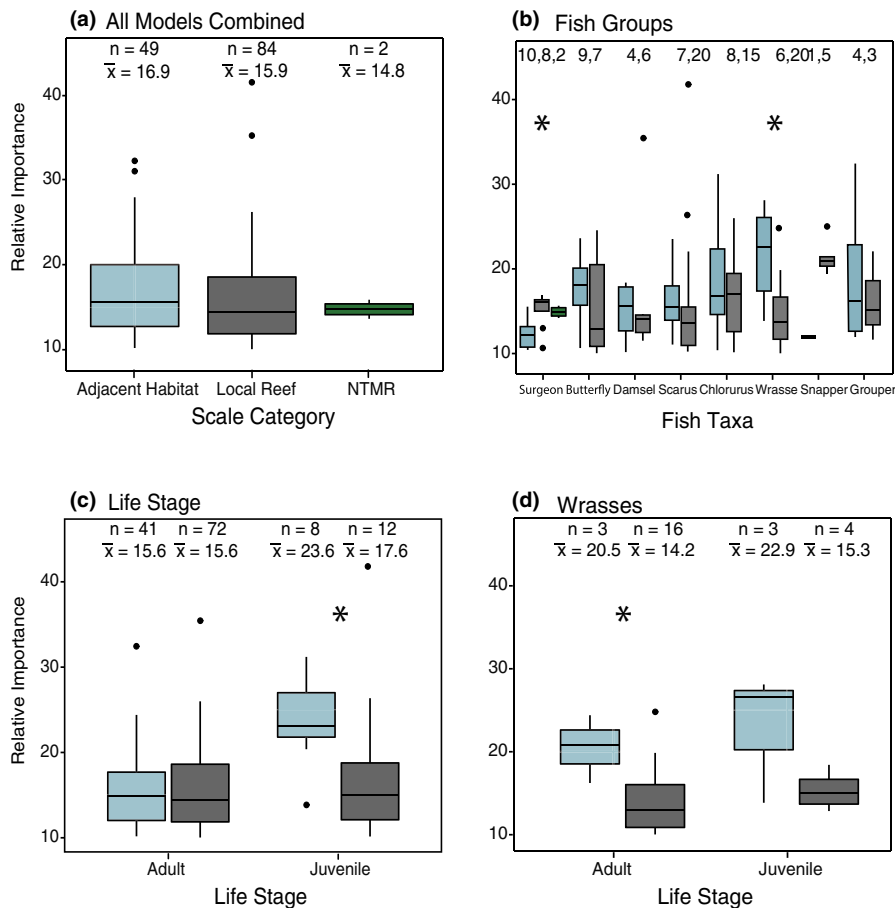 (a) All Models Combined
n = 49 n = 84 n = 2
x̄ = 16.9 x̄ = 15.9 x̄ = 14.8
40
30
20
10
Relative Importance
Adjacent Habitat Local Reef NTMR
Scale Category
(b) Fish Groups
10,8,2 9,7 4,6 7,20 8,15 6,20 1,5 4,3
40
*
*
30
20
10
Surgeon Butterfly Damsel Scarus Chlorurus Wrasse Snapper Grouper
Fish Taxa
(c) Life Stage
n = 41 n = 72 n = 8 n = 12
x̄ = 15.6 x̄ = 15.6 x̄ = 23.6 x̄ = 17.6
40
*
30
20
10
Relative Importance
Adult Juvenile
Life Stage
(d) Wrasses
n = 3 n = 16 n = 3 n = 4
x̄ = 20.5 x̄ = 14.2 x̄ = 22.9 x̄ = 15.3
40
*
30
20
10
Adult Juvenile
Life Stage